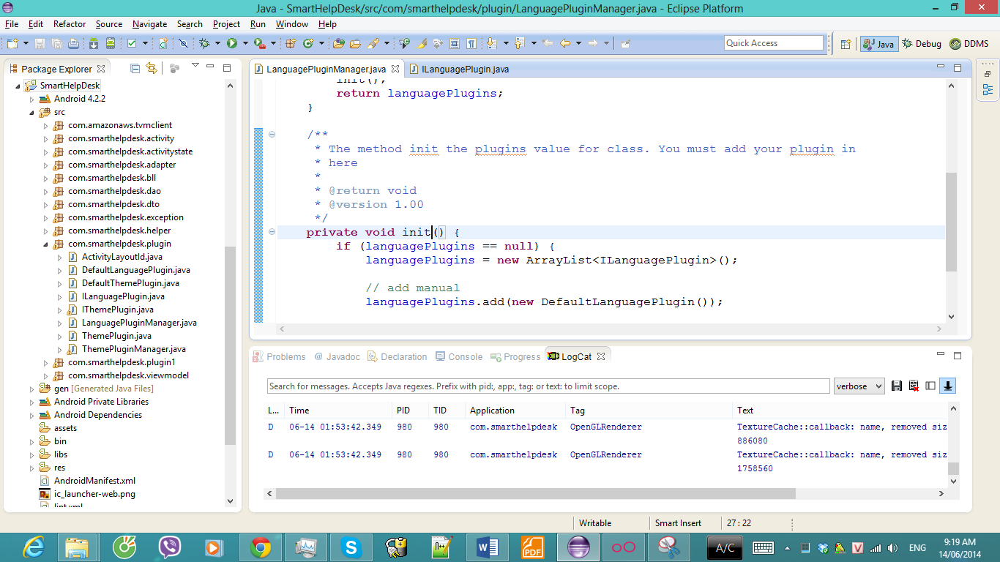 Java - SmartHelpDesk/src/com/smarthelpdesk/plugin/LanguagePluginManager.java - Eclipse Platform
File Edit Refactor Source Navigate Search Project Run Window Help
Quick Access
Java
Debug
DDMS
Package Explorer
SmartHelpDesk
Android 4.2.2
src
com.amazonaws.tvmclient
com.smarthelpdesk.activity
com.smarthelpdesk.activitystate
com.smarthelpdesk.adapter
com.smarthelpdesk.bll
com.smarthelpdesk.dao
com.smarthelpdesk.dto
com.smarthelpdesk.exception
com.smarthelpdesk.helper
com.smarthelpdesk.plugin
ActivityLayoutId.java
DefaultLanguagePlugin.java
DefaultThemePlugin.java
ILanguagePlugin.java
IThemePlugin.java
LanguagePluginManager.java
ThemePlugin.java
ThemePluginManager.java
com.smarthelpdesk.plugin1
com.smarthelpdesk.viewmodel
gen [Generated Java Files]
Android Private Libraries
Android Dependencies
assets
bin
libs
res
AndroidManifest.xml
ic_launcher-web.png
lint.xml
LanguagePluginManager.java
ILanguagePlugin.java
init();
return languagePlugins;
}
/**
* The method init the plugins value for class. You must add your plugin in
* here
*
* @return void
* @version 1.00
*/
private void init() {
if (languagePlugins == null) {
languagePlugins = new ArrayList<ILanguagePlugin>();
// add manual
languagePlugins.add(new DefaultLanguagePlugin());
Problems @ Javadoc Declaration Console Progress LogCat
Search for messages. Accepts Java regexes. Prefix with pid:, app:, tag: or text: to limit scope.
verbose
L... Time PID TID Application Tag Text
D 06-14 01:53:42.349 980 980 com.smarthelpdesk OpenGLRenderer TextureCache::callback: name, removed siz
886080
D 06-14 01:53:42.349 980 980 com.smarthelpdesk OpenGLRenderer TextureCache::callback: name, removed siz
1758560
Writable
Smart Insert
27 : 22
PDF
A/C
ENG
9:19 AM
14/06/2014